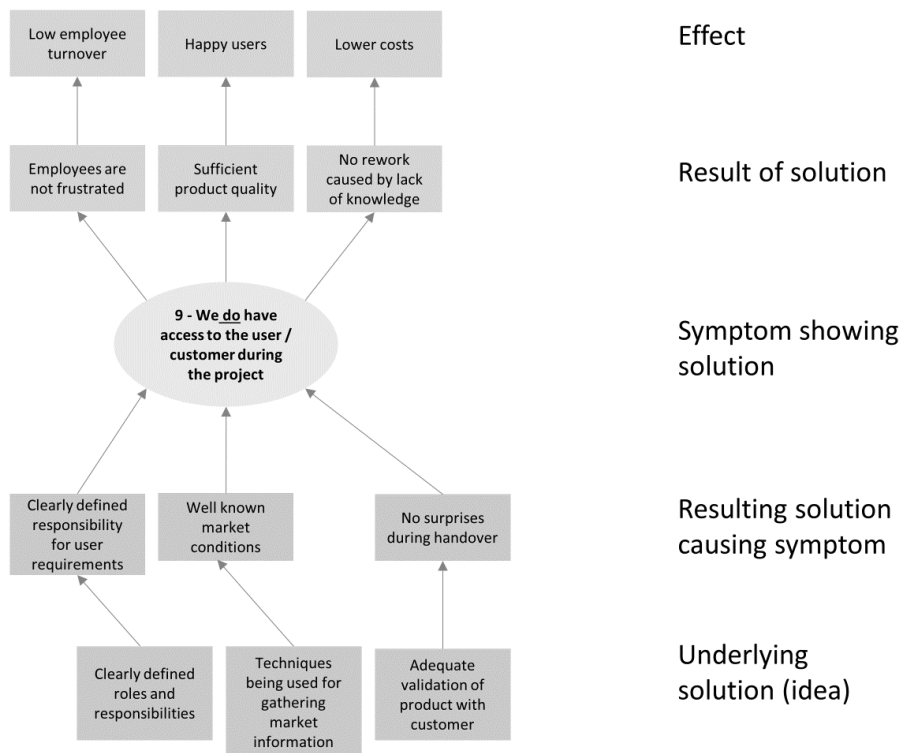 Low employee
turnover
Happy users
Lower costs
Effect
Employees are
not frustrated
Sufficient
product quality
No rework
caused by lack
of knowledge
Result of solution
9 - We do have
access to the user /
customer during
the project
Symptom showing
solution
Clearly defined
responsibility
for user
requirements
Well known
market
conditions
No surprises
during handover
Resulting solution
causing symptom
Clearly defined
roles and
responsibilities
Techniques
being used for
gathering
market
information
Adequate
validation of
product with
customer
Underlying
solution (idea)